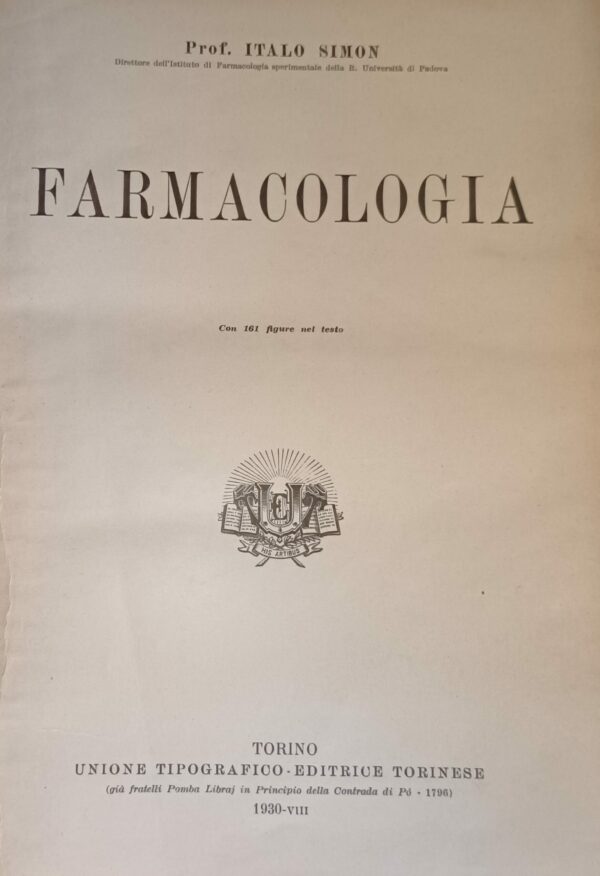 Prof. ITALO SIMON
Direttore dell'Istituto di Farmacologia sperimentale della R. Università di Padova
FARMACOLOGIA
Con 161 figure nel testo
HIS ARTIBUS
TORINO
UNIONE TIPOGRAFICO-EDITRICE TORINESE
(già fratelli Pomba Libraj in Principio della Contrada di Pó - 1796)
1930-VIII